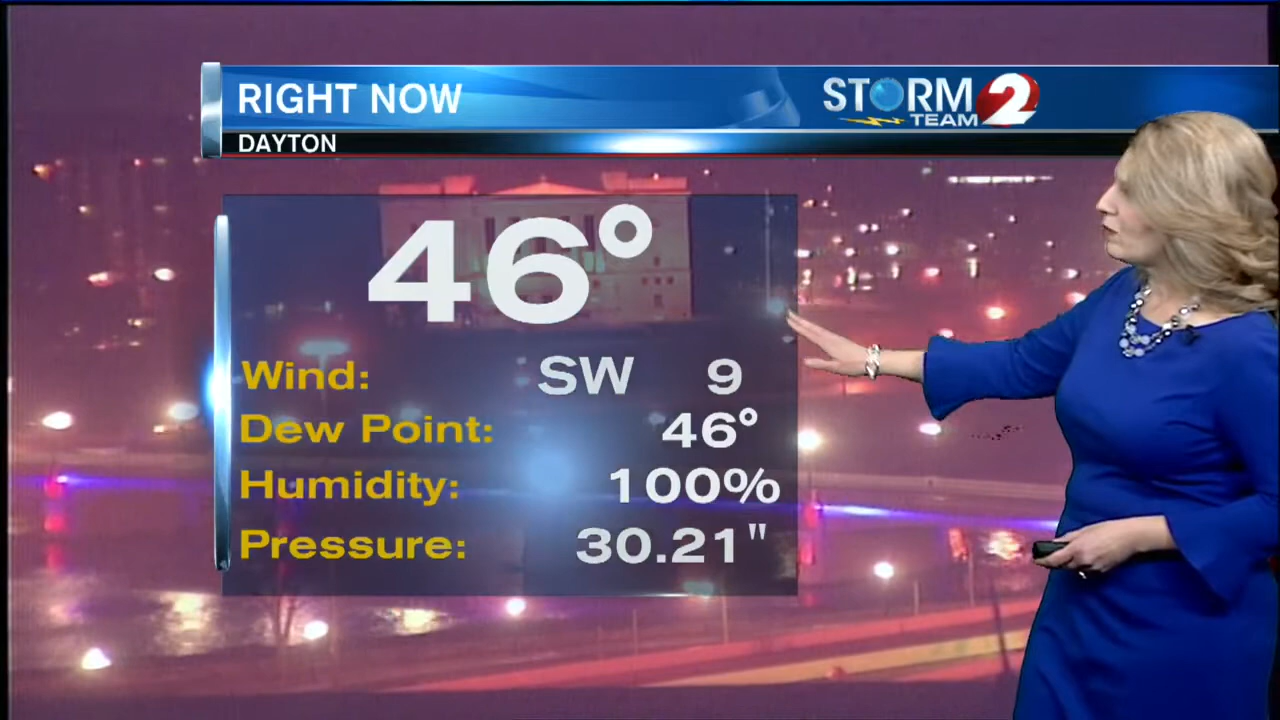 RIGHT NOW
STORM TEAM 2
DAYTON
46°
Wind: SW 9
Dew Point: 46°
Humidity: 100%
Pressure: 30.21"